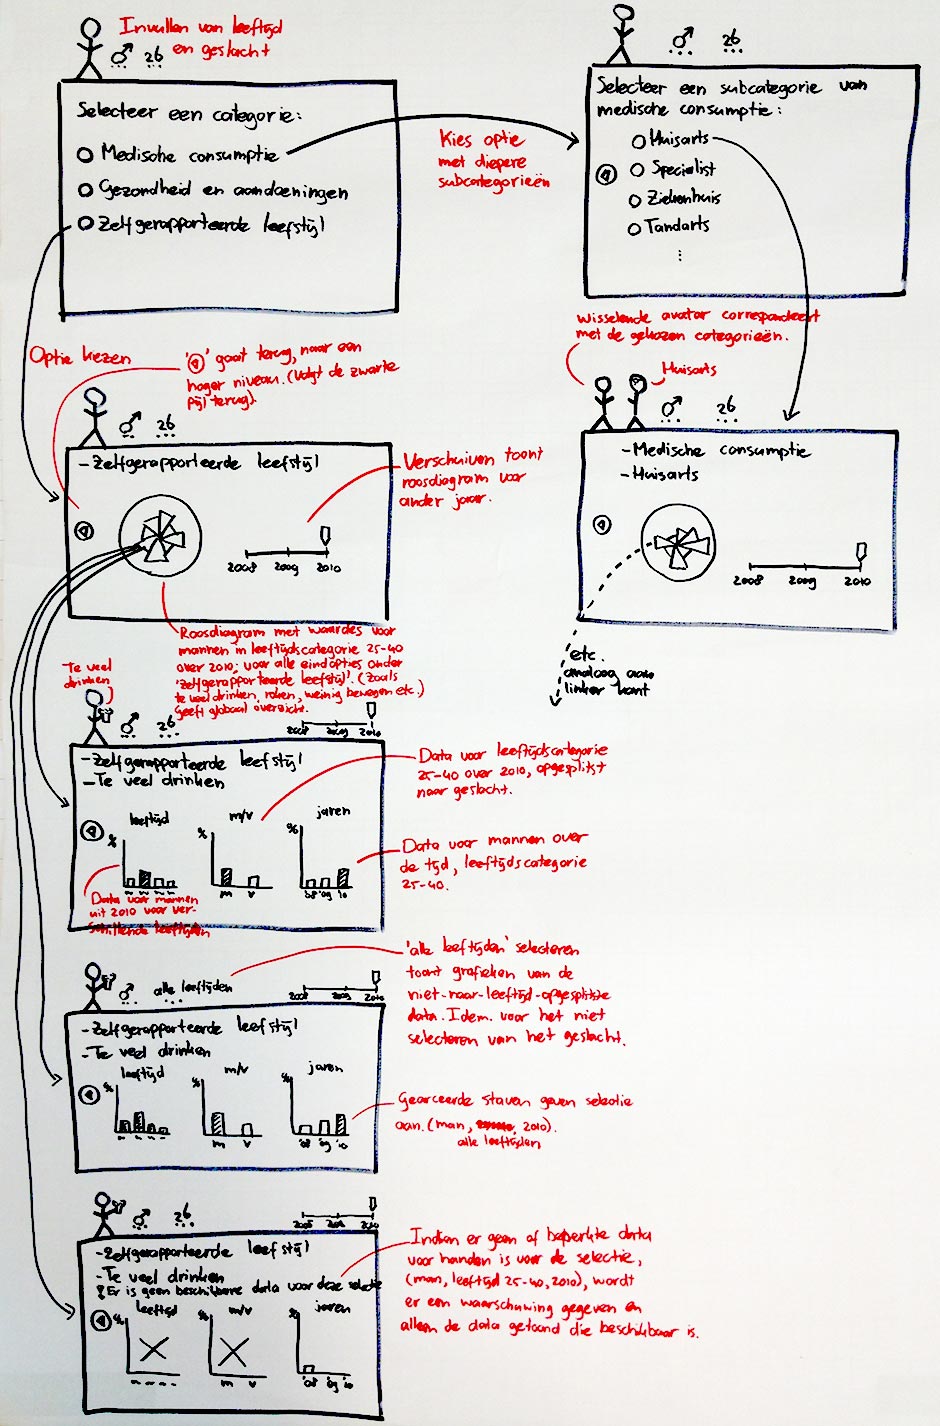 Invullen van leeftijd
en geslacht
♂ 26
Selecteer een categorie:
Medische consumptie
Gezondheid en aandoeningen
Zelfgerapporteerde leefstijl
Kies optie
met diepere
subcategorieën
♂ 26
Selecteer een subcategorie van
medische consumptie:
Huisarts
Specialist
Ziekenhuis
Tandarts
⋮
Optie kiezen
'◁' gaat terug, naar een
hoger niveau. (Volgt de zwarte
pijl terug).
♂ 26
-Zelfgerapporteerde leefstijl
2008 2009 2010
Verschuiven toont
roosdiagram voor
ander jaar.
Wisselende avatar correspondeert
met de gekozen categorieën.
Huisarts
♂ 26
-Medische consumptie
-Huisarts
2008 2009 2010
etc.
analoog aan
linker kant
Roosdiagram met waardes voor
mannen in leeftijdscategorie 25-40
over 2010; voor alle eindopties onder
'zelfgerapporteerde leefstijl'. (Zoals
te veel drinken, roken, weinig bewegen etc.)
Geeft globaal overzicht.
Te veel
drinken
♂ 26
2008 2009 2010
-Zelfgerapporteerde leefstijl
-Te veel drinken
leeftijd m/v jaren
% % %
m v '08 '09 '10
Data voor mannen
uit 2010 voor ver-
schillende leeftijden
Data voor leeftijdscategorie
25-40 over 2010, opgesplitst
naar geslacht.
Data voor mannen over
de tijd, leeftijdscategorie
25-40.
♂ alle leeftijden
2008 2009 2010
-Zelfgerapporteerde leefstijl
-Te veel drinken
leeftijd m/v jaren
% % %
m v '08 '09 '10
'alle leeftijden' selecteren
toont grafieken van de
niet-naar-leeftijd-opgesplitste
data. Idem voor het niet
selecteren van het geslacht.
Gearceerde staven geven selectie
aan. (man, 2010).
alle leeftijden
♂ 26
2010
-Zelfgerapporteerde leefstijl
-Te veel drinken
! Er is geen beschikbare data voor deze selectie
leeftijd m/v jaren
% % %
m v '08 '09 '10
Indien er geen of beperkte data
voor handen is voor de selectie,
(man, leeftijd 25-40, 2010), wordt
er een waarschuwing gegeven en
alleen de data getoond die beschikbaar is.